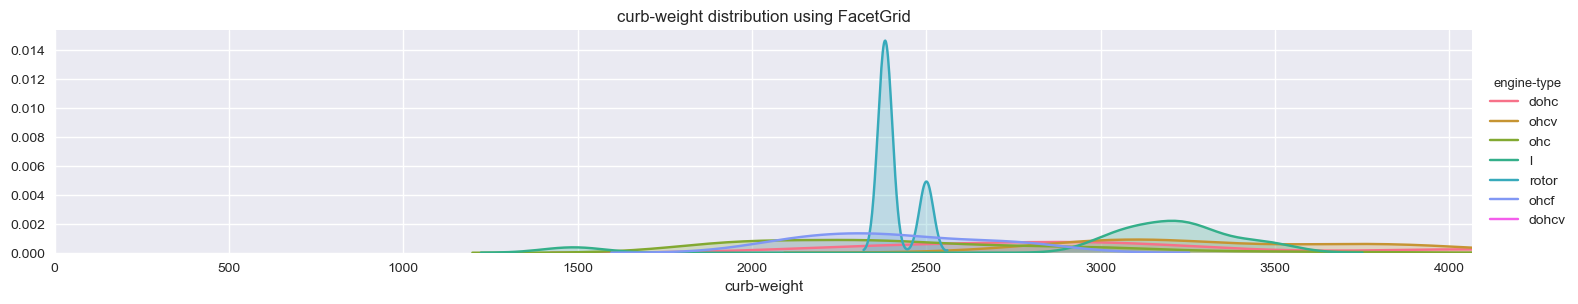 curb-weight distribution using FacetGrid
0.014
0.012
0.010
0.008
0.006
0.004
0.002
0.000
0 500 1000 1500 2000 2500 3000 3500 4000
curb-weight
engine-type
dohc
ohcv
ohc
l
rotor
ohcf
dohcv